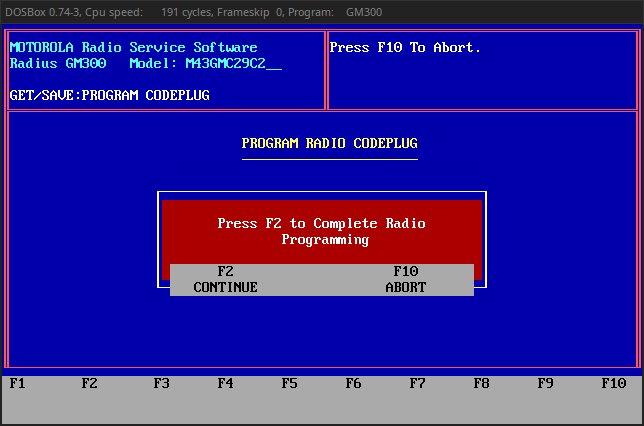 DOSBox 0.74-3, Cpu speed: 191 cycles, Frameskip 0, Program: GM300
MOTOROLA Radio Service Software
Radius GM300 Model: M43GMC29C2__
GET/SAVE:PROGRAM CODEPLUG
Press F10 To Abort.
PROGRAM RADIO CODEPLUG
Press F2 to Complete Radio
Programming
F2 F10
CONTINUE ABORT
F1 F2 F3 F4 F5 F6 F7 F8 F9 F10